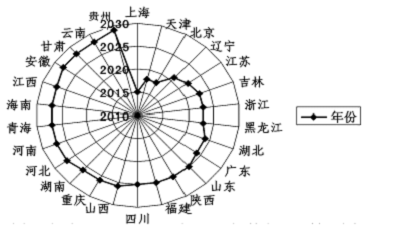 上海
天津
北京
辽宁
江苏
吉林
浙江
黑龙江
湖北
广东
山东
陕西
福建
四川
山西
重庆
湖南
河北
河南
青海
海南
江西
安徽
甘肃
云南
贵州
2030
2025
2020
2015
2010
年份